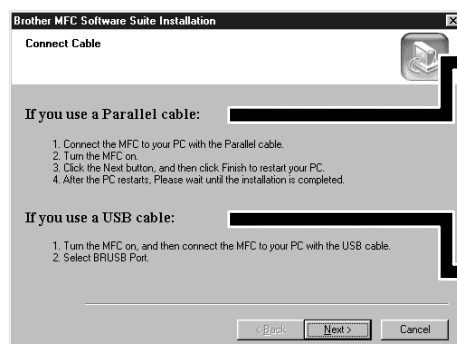 Brother MFC Software Suite Installation
Connect Cable
If you use a Parallel cable:
1. Connect the MFC to your PC with the Parallel cable.
2. Turn the MFC on.
3. Click the Next button, and then click Finish to restart your PC.
4. After the PC restarts, Please wait until the installation is completed.
If you use a USB cable:
1. Turn the MFC on, and then connect the MFC to your PC with the USB cable.
2. Select BRUSB Port.
< Back Next > Cancel